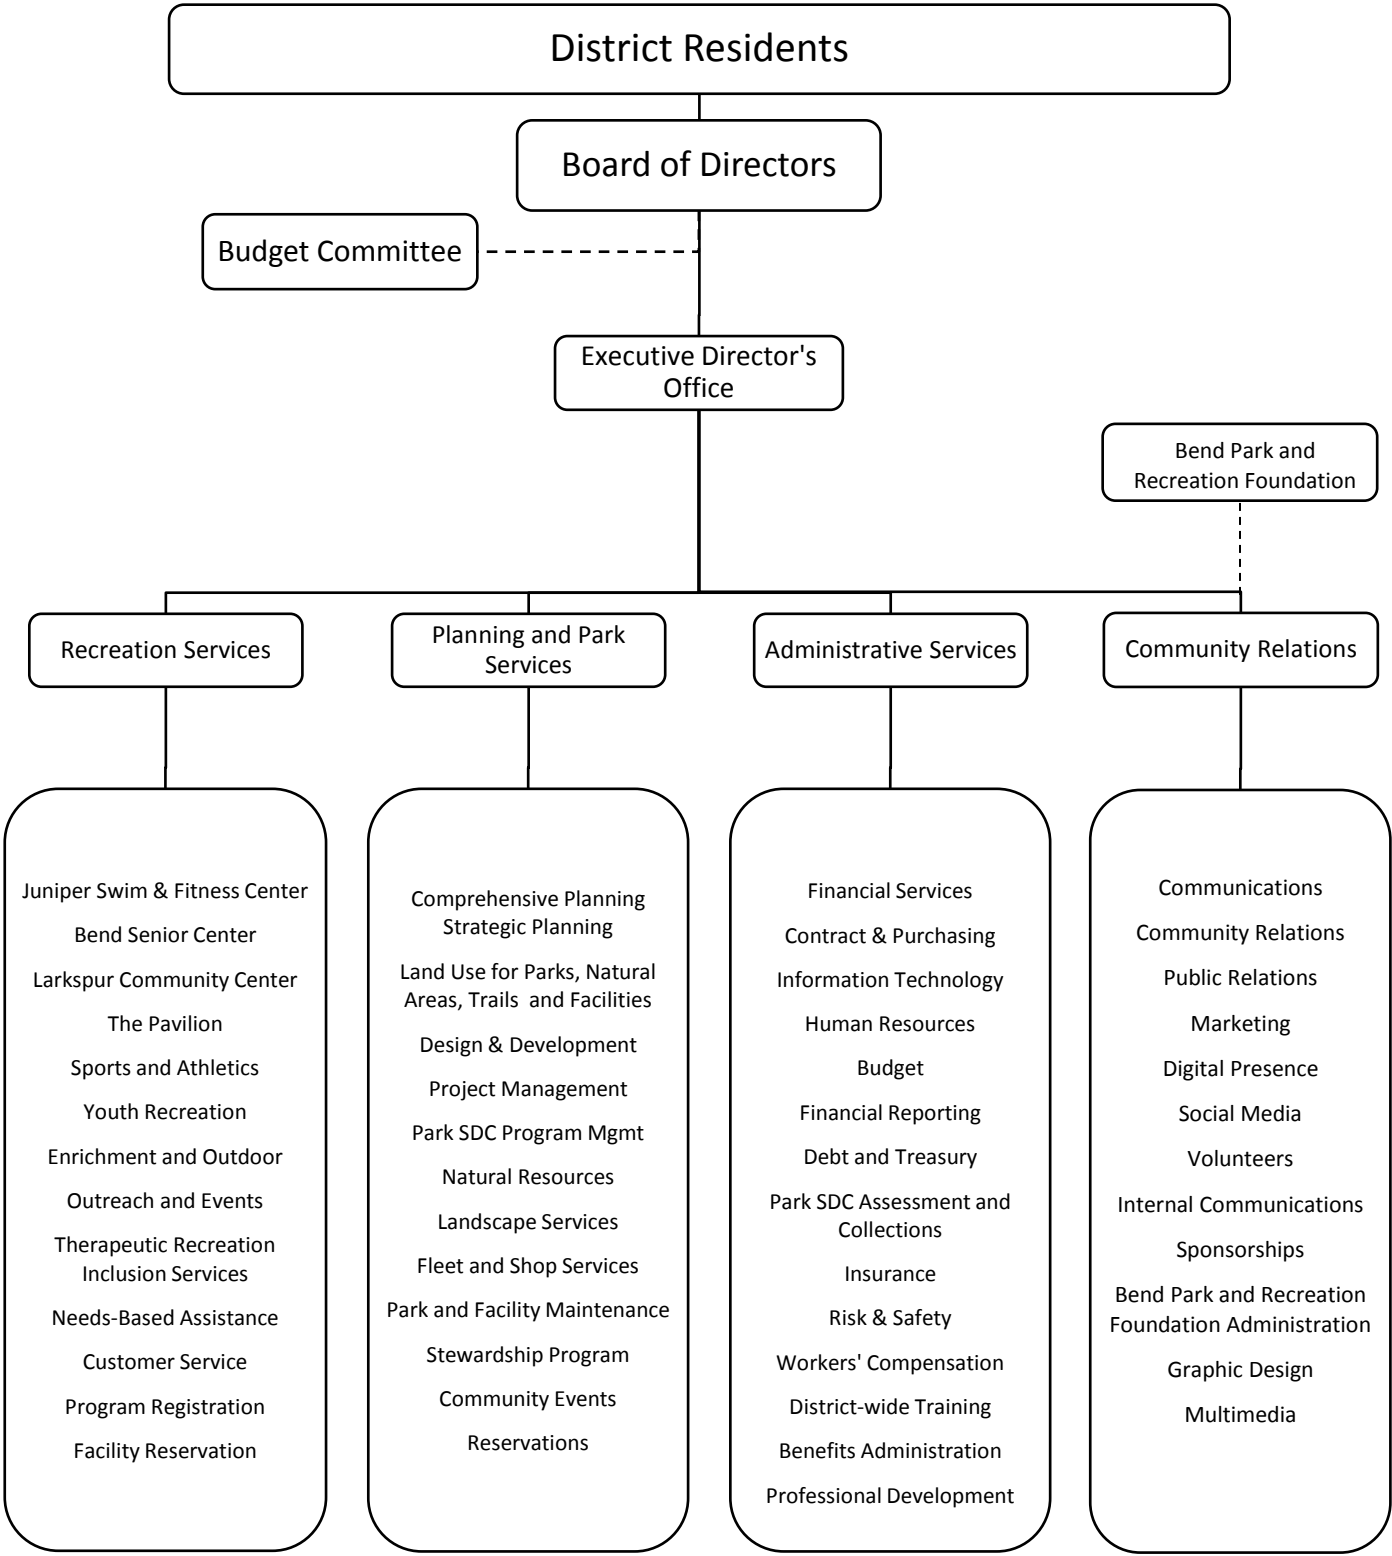 District Residents
Board of Directors
Budget Committee
Executive Director's
Office
Bend Park and
Recreation Foundation
Recreation Services
Planning and Park
Services
Administrative Services
Community Relations
Juniper Swim & Fitness Center
Bend Senior Center
Larkspur Community Center
The Pavilion
Sports and Athletics
Youth Recreation
Enrichment and Outdoor
Outreach and Events
Therapeutic Recreation
Inclusion Services
Needs-Based Assistance
Customer Service
Program Registration
Facility Reservation
Comprehensive Planning
Strategic Planning
Land Use for Parks, Natural
Areas, Trails and Facilities
Design & Development
Project Management
Park SDC Program Mgmt
Natural Resources
Landscape Services
Fleet and Shop Services
Park and Facility Maintenance
Stewardship Program
Community Events
Reservations
Financial Services
Contract & Purchasing
Information Technology
Human Resources
Budget
Financial Reporting
Debt and Treasury
Park SDC Assessment and
Collections
Insurance
Risk & Safety
Workers' Compensation
District-wide Training
Benefits Administration
Professional Development
Communications
Community Relations
Public Relations
Marketing
Digital Presence
Social Media
Volunteers
Internal Communications
Sponsorships
Bend Park and Recreation
Foundation Administration
Graphic Design
Multimedia